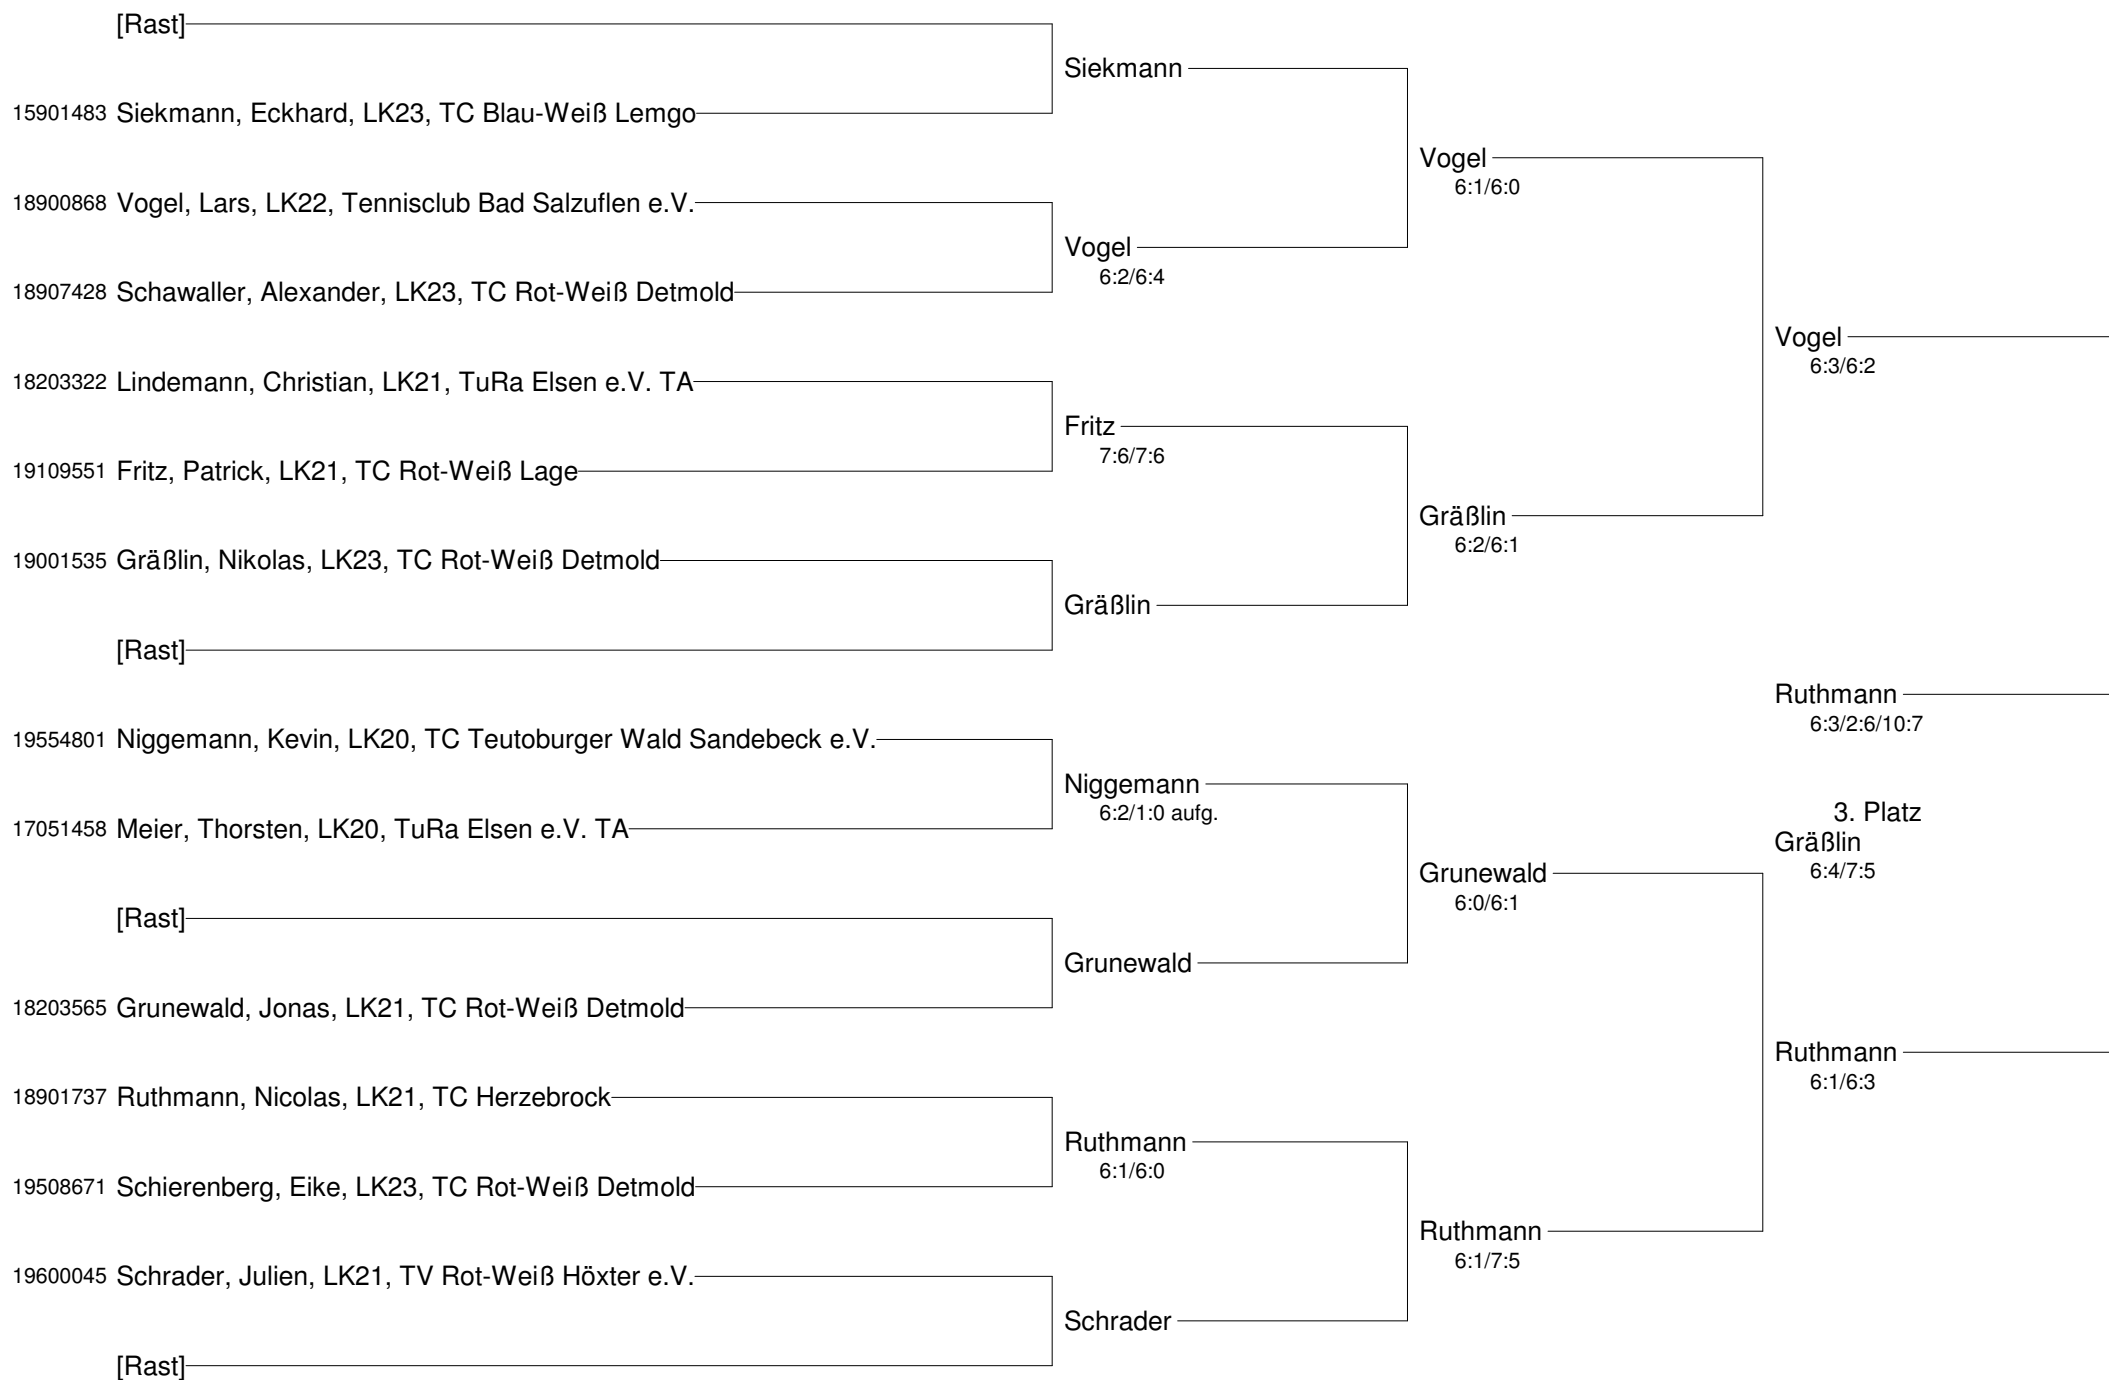 [Rast]
15901483 Siekmann, Eckhard, LK23, TC Blau-Weiß Lemgo
18900868 Vogel, Lars, LK22, Tennisclub Bad Salzuflen e.V.
18907428 Schawaller, Alexander, LK23, TC Rot-Weiß Detmold
18203322 Lindemann, Christian, LK21, TuRa Elsen e.V. TA
19109551 Fritz, Patrick, LK21, TC Rot-Weiß Lage
19001535 Gräßlin, Nikolas, LK23, TC Rot-Weiß Detmold
[Rast]
19554801 Niggemann, Kevin, LK20, TC Teutoburger Wald Sandebeck e.V.
17051458 Meier, Thorsten, LK20, TuRa Elsen e.V. TA
[Rast]
18203565 Grunewald, Jonas, LK21, TC Rot-Weiß Detmold
18901737 Ruthmann, Nicolas, LK21, TC Herzebrock
19508671 Schierenberg, Eike, LK23, TC Rot-Weiß Detmold
19600045 Schrader, Julien, LK21, TV Rot-Weiß Höxter e.V.
[Rast]
Siekmann
Vogel
6:2/6:4
Fritz
7:6/7:6
Gräßlin
Niggemann
6:2/1:0 aufg.
Grunewald
Ruthmann
6:1/6:0
Schrader
Vogel
6:1/6:0
Gräßlin
6:2/6:1
Grunewald
6:0/6:1
Ruthmann
6:1/7:5
Vogel
6:3/6:2
Ruthmann
6:3/2:6/10:7
3. Platz
Gräßlin
6:4/7:5
Ruthmann
6:1/6:3